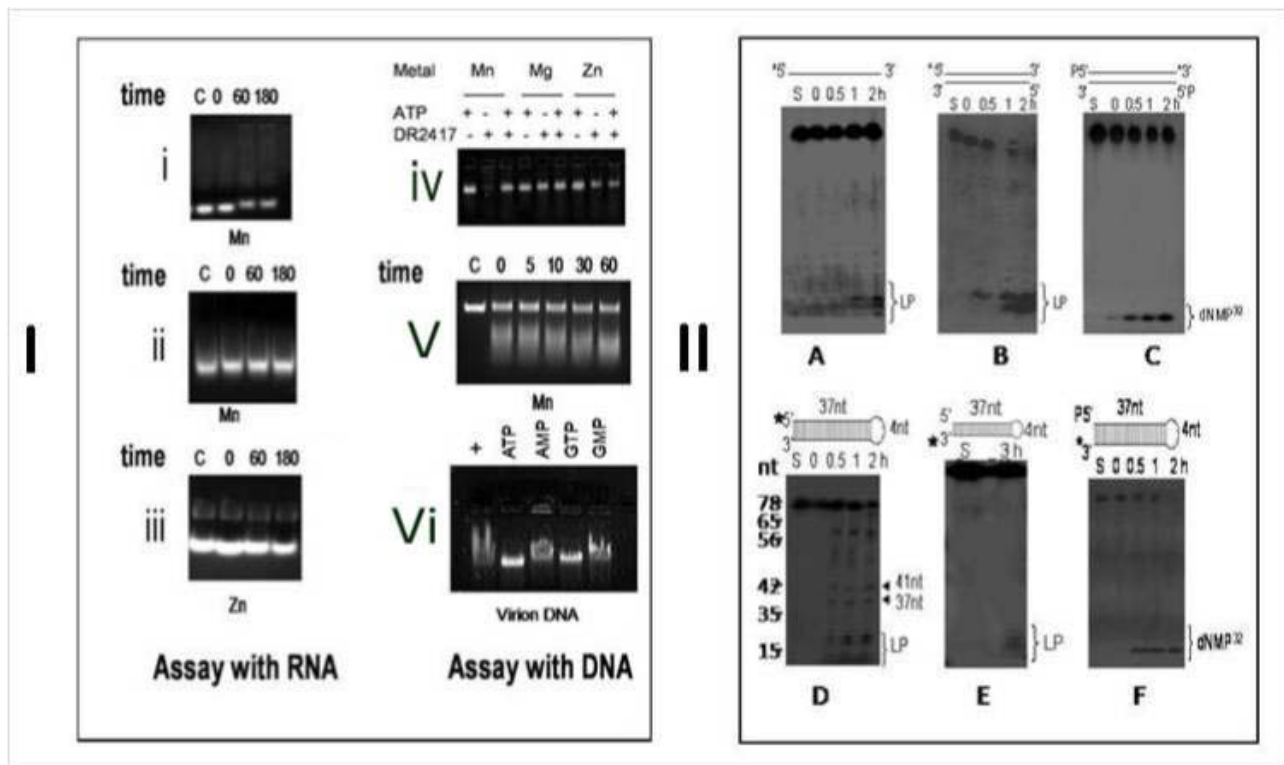 I
time
C 0 60 180
i
Mn
time
C 0 60 180
ii
Mn
time
C 0 60 180
iii
Zn
Assay with RNA
Metal Mn Mg Zn
ATP + - + + - + + - +
DR2417 - + + - + + - + +
iv
time
C 0 5 10 30 60
V
Mn
+ ATP AMP GTP GMP
Vi
Virion DNA
Assay with DNA
II
*5' 3'
S 0 0.5 1 2h
LP
A
*5' 3'
3' 5'
S 0 0.5 1 2h
LP
B
P5' *3'
3' 5'P
S 0 0.5 1 2h
dNMP³²
C
37nt
*5'
3'
4nt
S 0 0.5 1 2h
nt
78
65
56
42
35
15
41nt
37nt
LP
D
37nt
5'
*3'
4nt
S 3h
LP
E
37nt
P5'
*3'
4nt
S 0 0.5 1 2h
dNMP³²
F